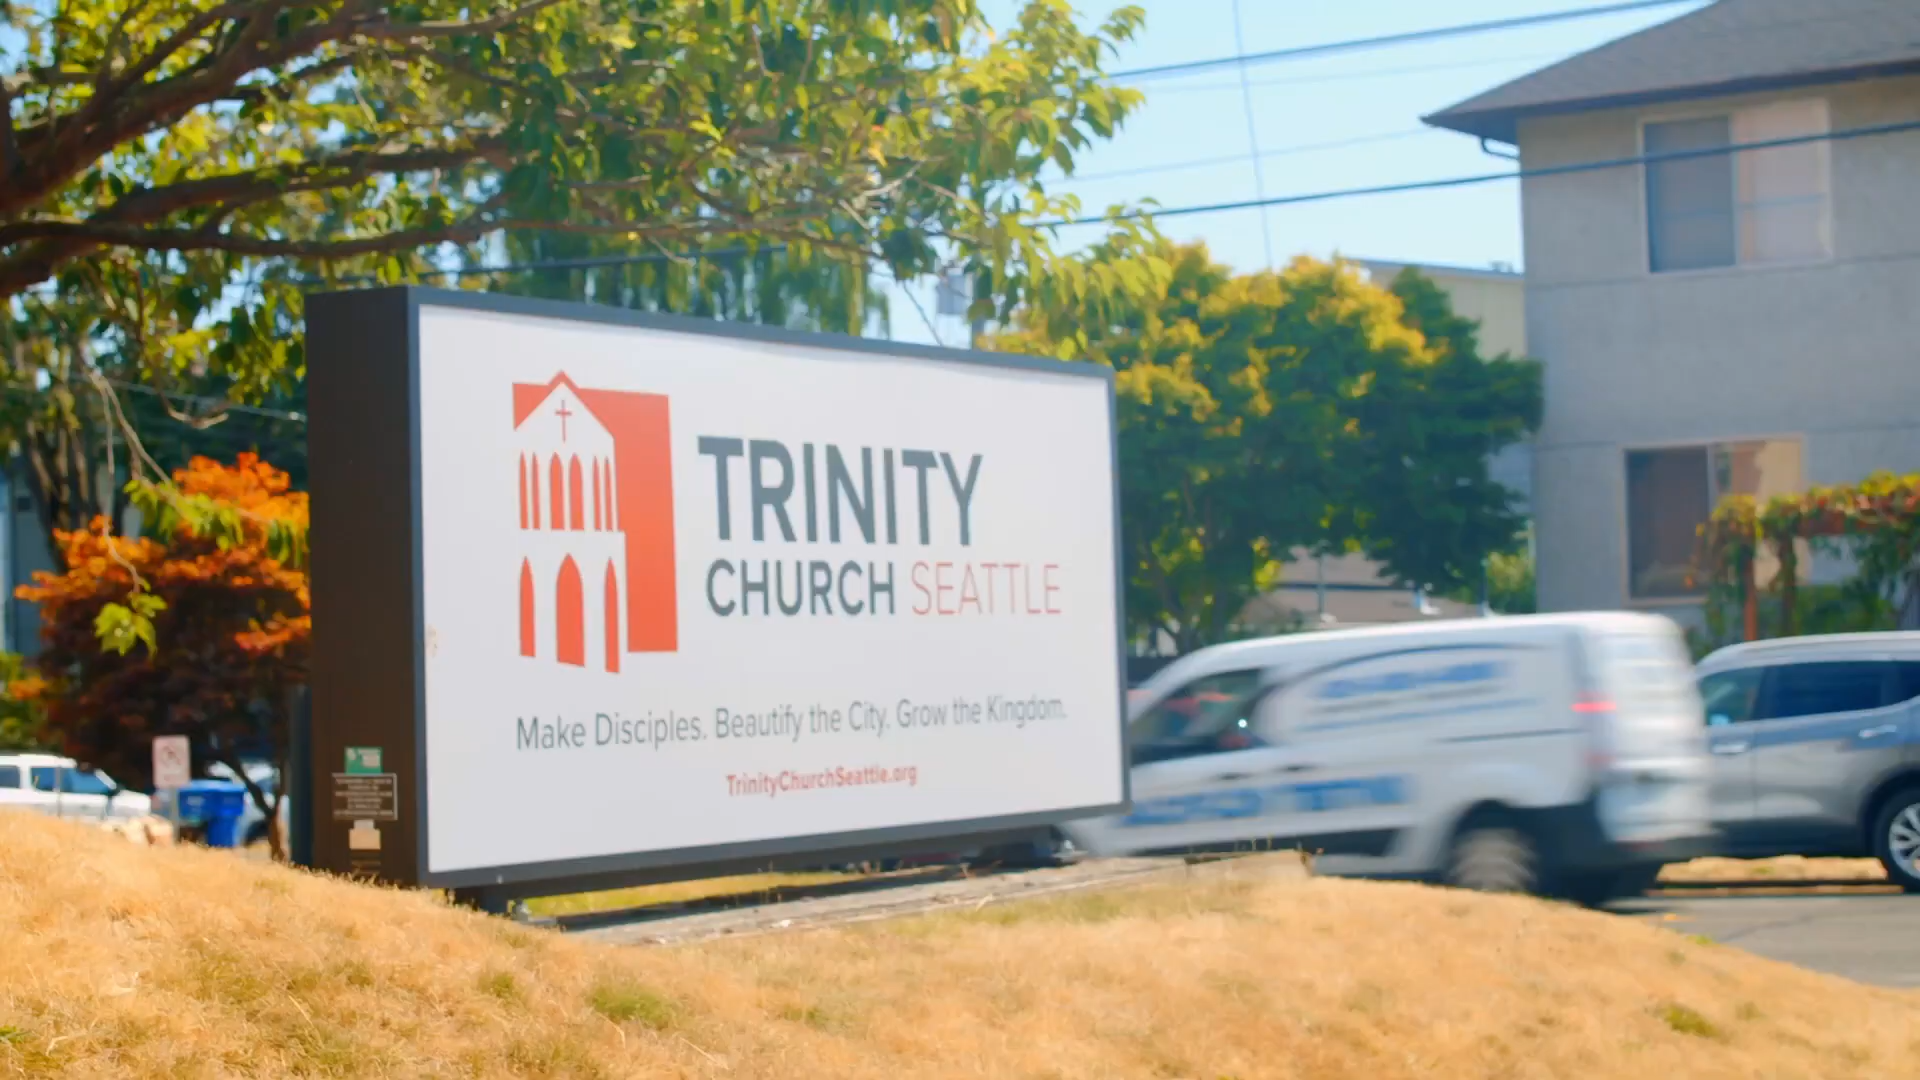 TRINITY
CHURCH SEATTLE
Make Disciples. Beautify the City. Grow the Kingdom.
TrinityChurchSeattle.org